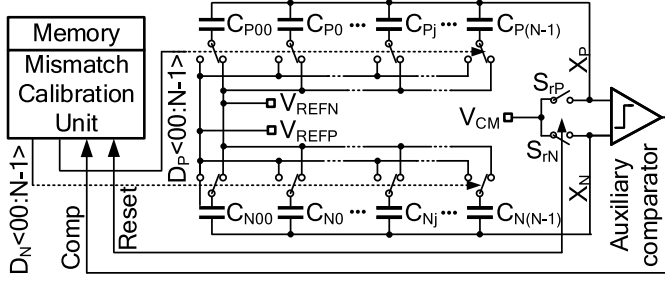 Memory
Mismatch
Calibration
Unit
C_P00 C_P0 ··· C_Pj ··· C_P(N-1)
V_REFN
V_REFP
V_CM
S_rP
S_rN
X_P
X_N
Auxiliary
comparator
D_P<00:N-1>
D_N<00:N-1>
Comp
Reset
C_N00 C_N0 ··· C_Nj ··· C_N(N-1)